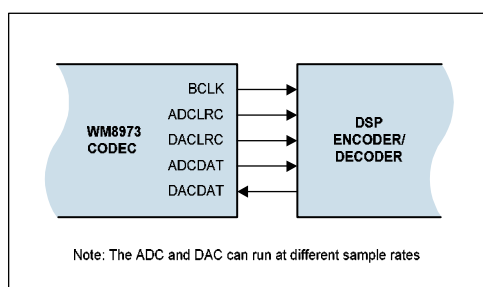 BCLK
ADCLRC
WM8973
CODEC
DACLRC
ADCDAT
DACDAT
DSP
ENCODER/
DECODER
Note: The ADC and DAC can run at different sample rates